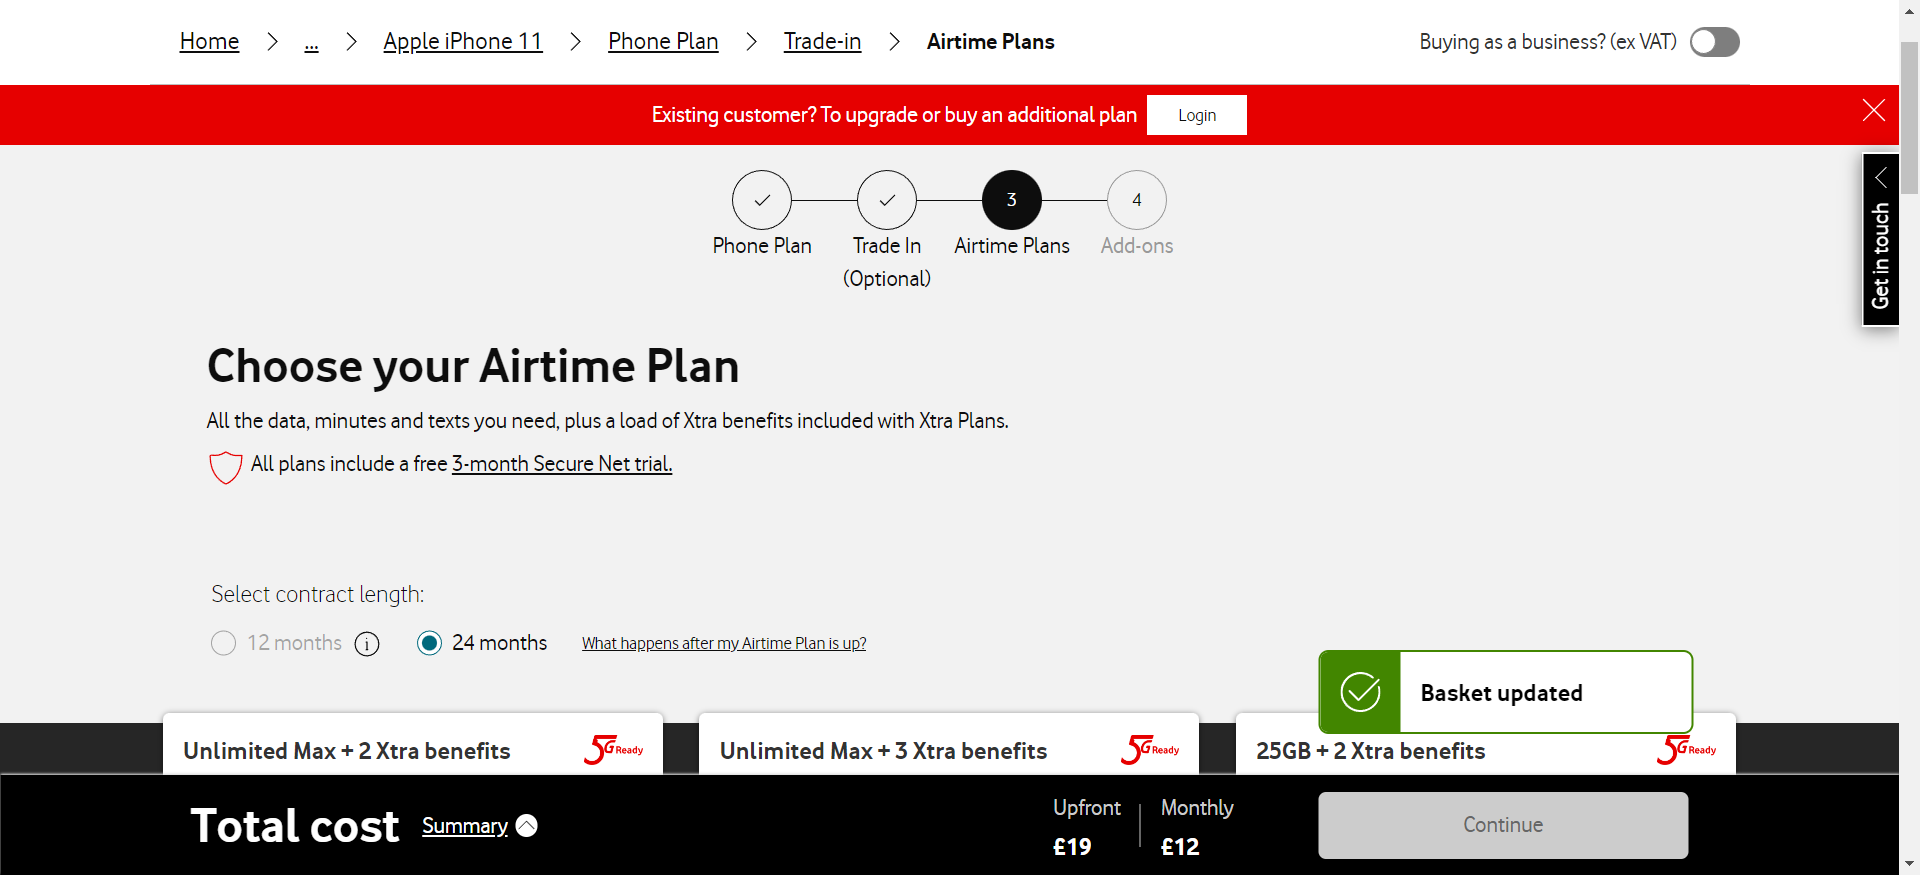 Home
...
Apple iPhone 11
Phone Plan
Trade-in
Airtime Plans
Buying as a business? (ex VAT)
Existing customer? To upgrade or buy an additional plan
Login
3
4
Phone Plan
Trade In
(Optional)
Airtime Plans
Add-ons
Get in touch
Choose your Airtime Plan
All the data, minutes and texts you need, plus a load of Xtra benefits included with Xtra Plans.
All plans include a free 3-month Secure Net trial.
Select contract length:
12 months
i
24 months
What happens after my Airtime Plan is up?
Basket updated
Unlimited Max + 2 Xtra benefits
5G Ready
Unlimited Max + 3 Xtra benefits
5G Ready
25GB + 2 Xtra benefits
5G Ready
Total cost
Summary
Upfront
£19
Monthly
£12
Continue